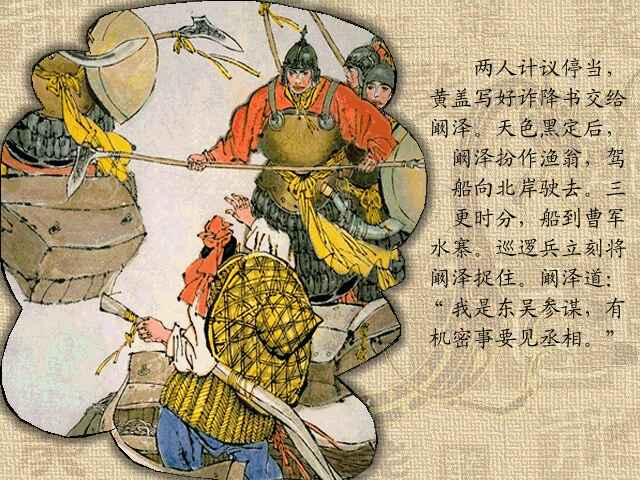 两人计议停当，
黄盖写好诈降书交给
阚泽。天色黑定后，
阚泽扮作渔翁，驾
船向北岸驶去。三
更时分，船到曹军
水寨。巡逻兵立刻将
阚泽捉住。阚泽道：
“我是东吴参谋，有
机密事要见丞相。”